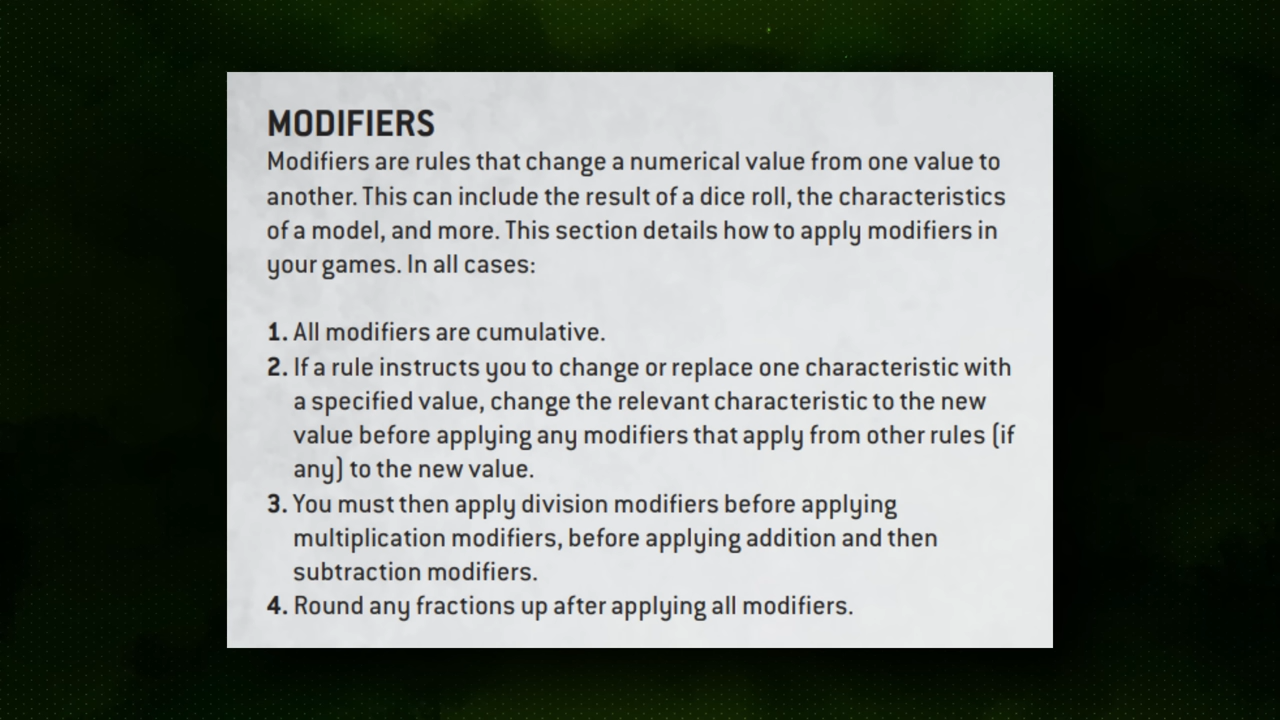 MODIFIERS
Modifiers are rules that change a numerical value from one value to
another. This can include the result of a dice roll, the characteristics
of a model, and more. This section details how to apply modifiers in
your games. In all cases:
1. All modifiers are cumulative.
2. If a rule instructs you to change or replace one characteristic with
a specified value, change the relevant characteristic to the new
value before applying any modifiers that apply from other rules (if
any) to the new value.
3. You must then apply division modifiers before applying
multiplication modifiers, before applying addition and then
subtraction modifiers.
4. Round any fractions up after applying all modifiers.